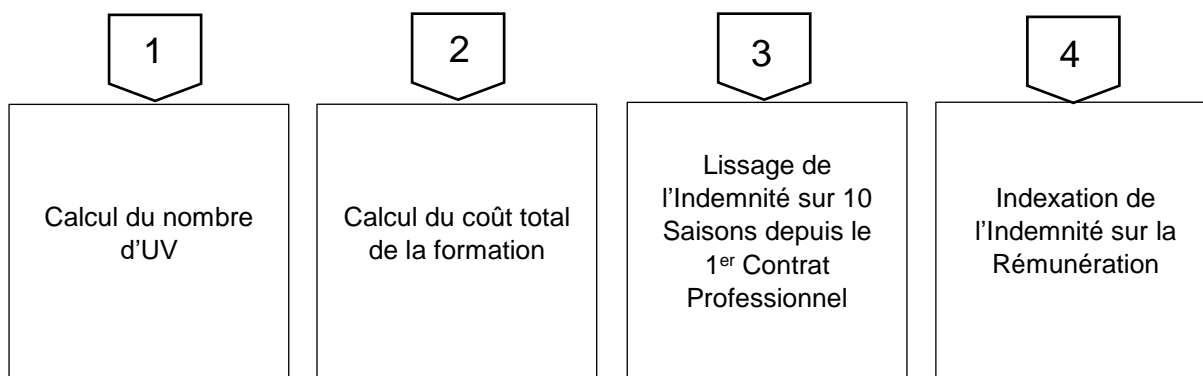 1
Calcul du nombre
d’UV
2
Calcul du coût total
de la formation
3
Lissage de
l’Indemnité sur 10
Saisons depuis le
1er Contrat
Professionnel
4
Indexation de
l’Indemnité sur la
Rémunération